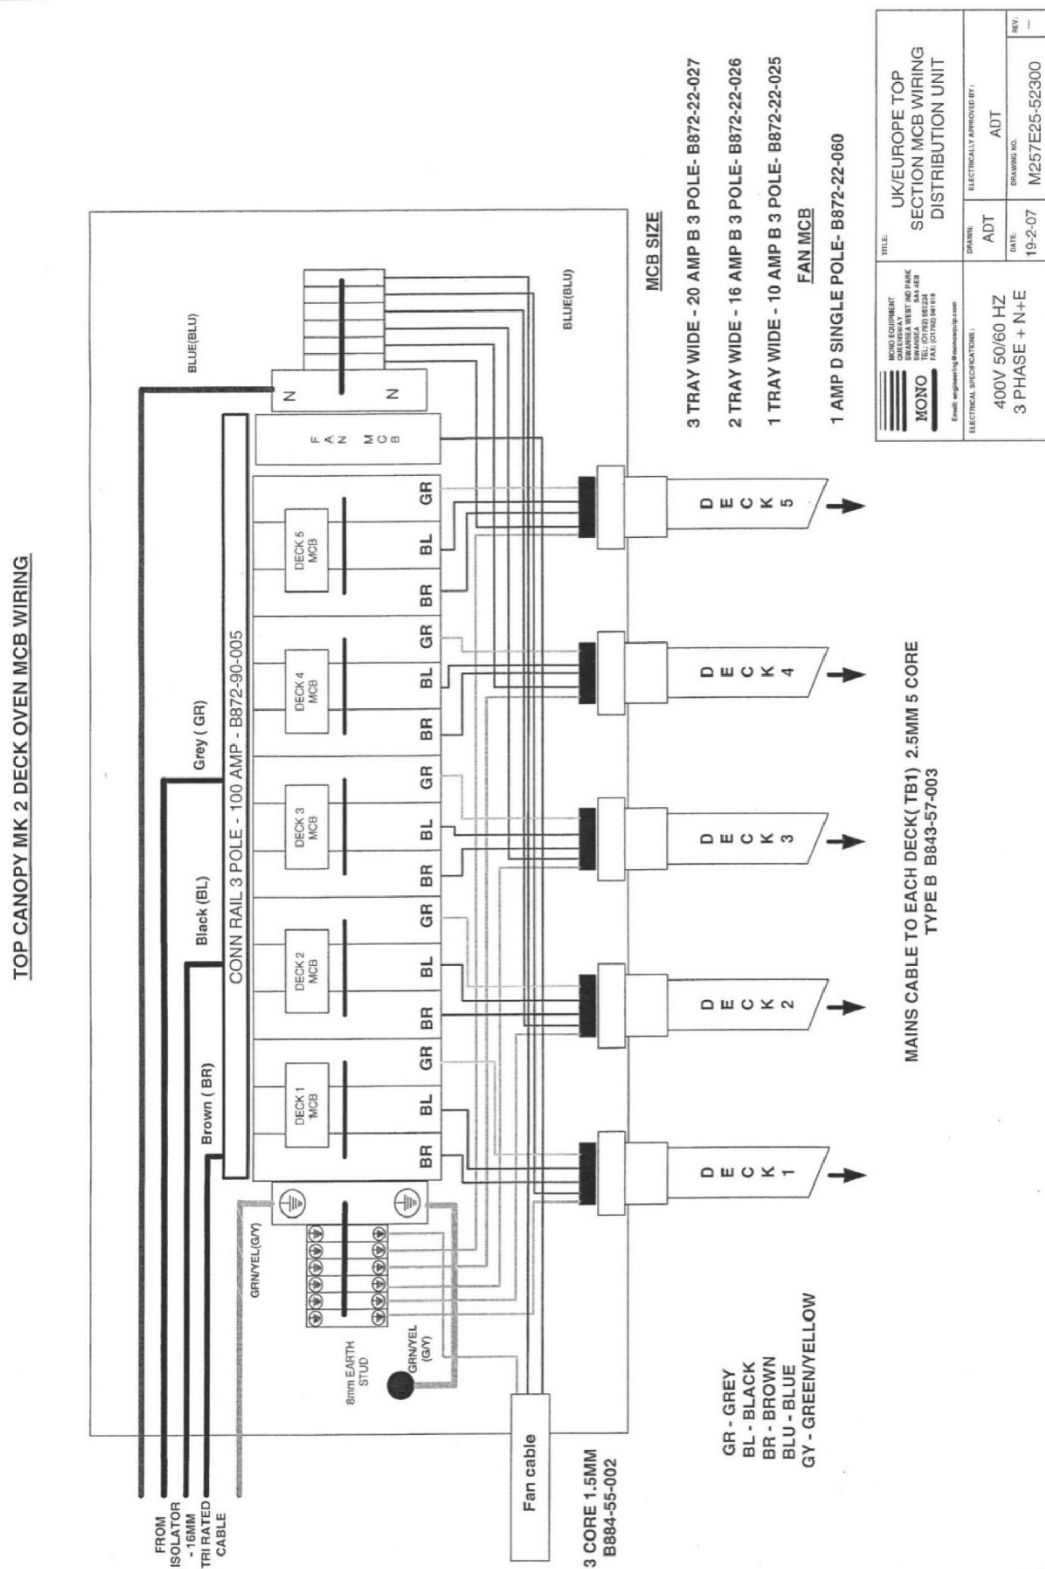 TOP CANOPY MK 2 DECK OVEN MCB WIRING
FROM
ISOLATOR
- 16MM
TRI RATED
CABLE
Brown ( BR)
Black (BL)
Grey ( GR)
BLUE(BLU)
CONN RAIL 3 POLE - 100 AMP - B872-90-005
GRN/YEL(G/Y)
DECK 1
MCB
DECK 2
MCB
DECK 3
MCB
DECK 4
MCB
DECK 5
MCB
FAN MCB
N
N
BR BL GR
BR BL GR
BR BL GR
BR BL GR
BR BL GR
8mm EARTH
STUD
GRN/YEL
(G/Y)
BLUE(BLU)
Fan cable
3 CORE 1.5MM
B884-55-002
DECK 1
DECK 2
DECK 3
DECK 4
DECK 5
MCB SIZE
3 TRAY WIDE - 20 AMP B 3 POLE- B872-22-027
2 TRAY WIDE - 16 AMP B 3 POLE- B872-22-026
1 TRAY WIDE - 10 AMP B 3 POLE- B872-22-025
FAN MCB
1 AMP D SINGLE POLE- B872-22-060
GR - GREY
BL - BLACK
BR - BROWN
BLU - BLUE
GY - GREEN/YELLOW
MAINS CABLE TO EACH DECK( TB1) 2.5MM 5 CORE
TYPE B B843-57-003
MONO
MONO EQUIPMENT
QUEENSWAY
SWANSEA WEST IND PARK
SWANSEA
ELECTRICAL SPECIFICATIONS :
400V 50/60 HZ
3 PHASE + N+E
TITLE:
UK/EUROPE TOP
SECTION MCB WIRING
DISTRIBUTION UNIT
DRAWN:
ADT
ELECTRICALLY APPROVED BY :
ADT
DATE:
19-2-07
DRAWING NO.
M257E25-52300
REV:
—